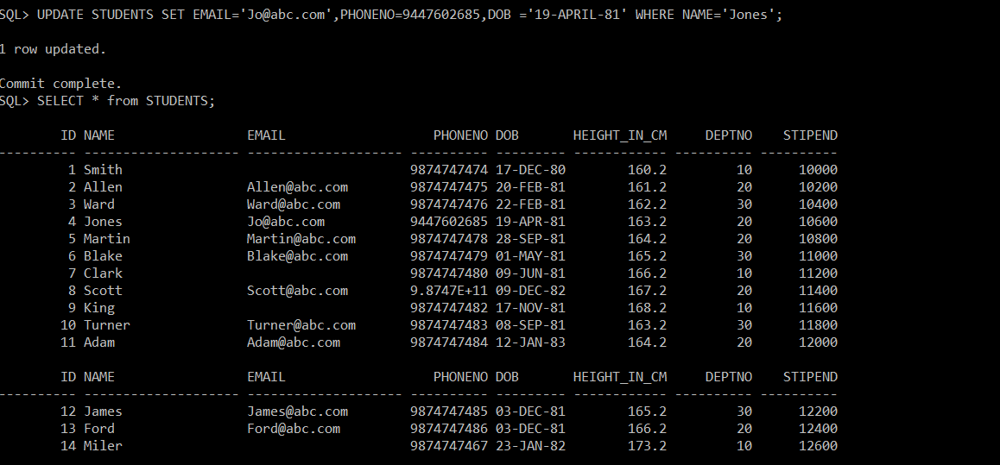 SQL> UPDATE STUDENTS SET EMAIL='Jo@abc.com',PHONENO=9447602685,DOB ='19-APRIL-81' WHERE NAME='Jones';
1 row updated.
Commit complete.
SQL> SELECT * from STUDENTS;
ID NAME EMAIL PHONENO DOB HEIGHT_IN_CM DEPTNO STIPEND
---------- -------------------- -------------------- ---------- --------- ------------ ---------- ----------
1 Smith 9874747474 17-DEC-80 160.2 10 10000
2 Allen Allen@abc.com 9874747475 20-FEB-81 161.2 20 10200
3 Ward Ward@abc.com 9874747476 22-FEB-81 162.2 30 10400
4 Jones Jo@abc.com 9447602685 19-APR-81 163.2 20 10600
5 Martin Martin@abc.com 9874747478 28-SEP-81 164.2 20 10800
6 Blake Blake@abc.com 9874747479 01-MAY-81 165.2 30 11000
7 Clark 9874747480 09-JUN-81 166.2 10 11200
8 Scott Scott@abc.com 9.8747E+11 09-DEC-82 167.2 20 11400
9 King 9874747482 17-NOV-81 168.2 10 11600
10 Turner Turner@abc.com 9874747483 08-SEP-81 163.2 30 11800
11 Adam Adam@abc.com 9874747484 12-JAN-83 164.2 20 12000
ID NAME EMAIL PHONENO DOB HEIGHT_IN_CM DEPTNO STIPEND
---------- -------------------- -------------------- ---------- --------- ------------ ---------- ----------
12 James James@abc.com 9874747485 03-DEC-81 165.2 30 12200
13 Ford Ford@abc.com 9874747486 03-DEC-81 166.2 20 12400
14 Miler 9874747467 23-JAN-82 173.2 10 12600